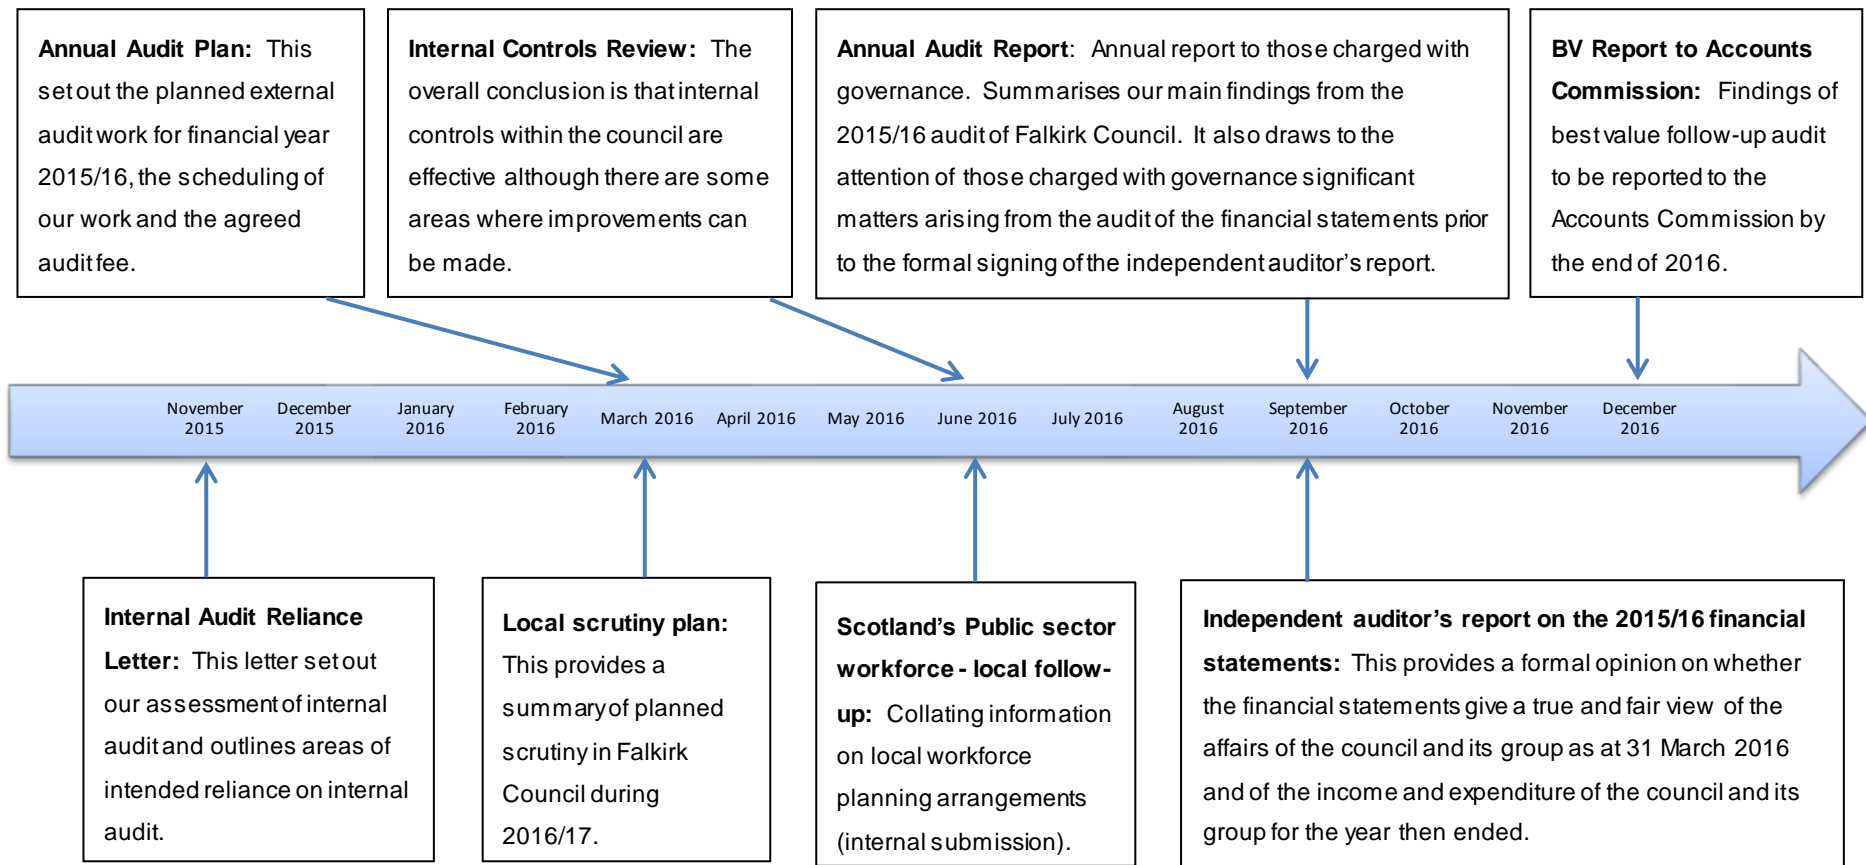 Annual Audit Plan: This
set out the planned external
audit work for financial year
2015/16, the scheduling of
our work and the agreed
audit fee.
Internal Controls Review: The
overall conclusion is that internal
controls within the council are
effective although there are some
areas where improvements can
be made.
Annual Audit Report: Annual report to those charged with
governance. Summarises our main findings from the
2015/16 audit of Falkirk Council. It also draws to the
attention of those charged with governance significant
matters arising from the audit of the financial statements prior
to the formal signing of the independent auditor's report.
BV Report to Accounts
Commission: Findings of
best value follow-up audit
to be reported to the
Accounts Commission by
the end of 2016.
November
2015
December
2015
January
2016
February
2016
March 2016
April 2016
May 2016
June 2016
July 2016
August
2016
September
2016
October
2016
November
2016
December
2016
Internal Audit Reliance
Letter: This letter set out
our assessment of internal
audit and outlines areas of
intended reliance on internal
audit.
Local scrutiny plan:
This provides a
summary of planned
scrutiny in Falkirk
Council during
2016/17.
Scotland's Public sector
workforce - local follow-
up: Collating information
on local workforce
planning arrangements
(internal submission).
Independent auditor's report on the 2015/16 financial
statements: This provides a formal opinion on whether
the financial statements give a true and fair view of the
affairs of the council and its group as at 31 March 2016
and of the income and expenditure of the council and its
group for the year then ended.